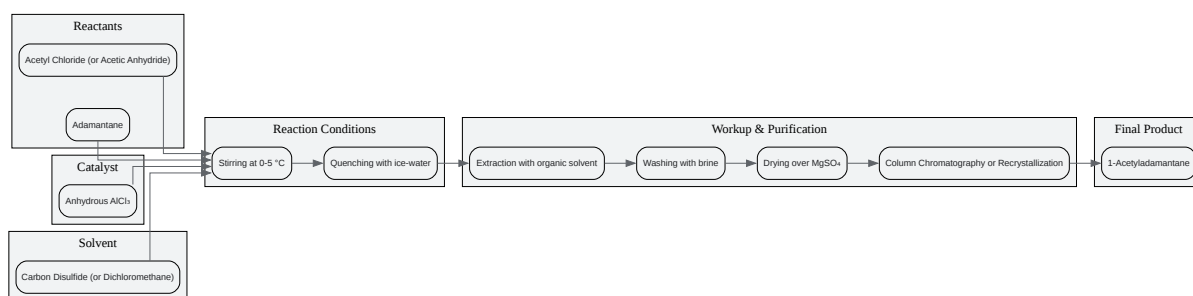 Reactants
Acetyl Chloride (or Acetic Anhydride)
Adamantane
Catalyst
Anhydrous AlCl₃
Solvent
Carbon Disulfide (or Dichloromethane)
Reaction Conditions
Stirring at 0-5 °C
Quenching with ice-water
Workup & Purification
Extraction with organic solvent
Washing with brine
Drying over MgSO₄
Column Chromatography or Recrystallization
Final Product
1-Acetyladamantane